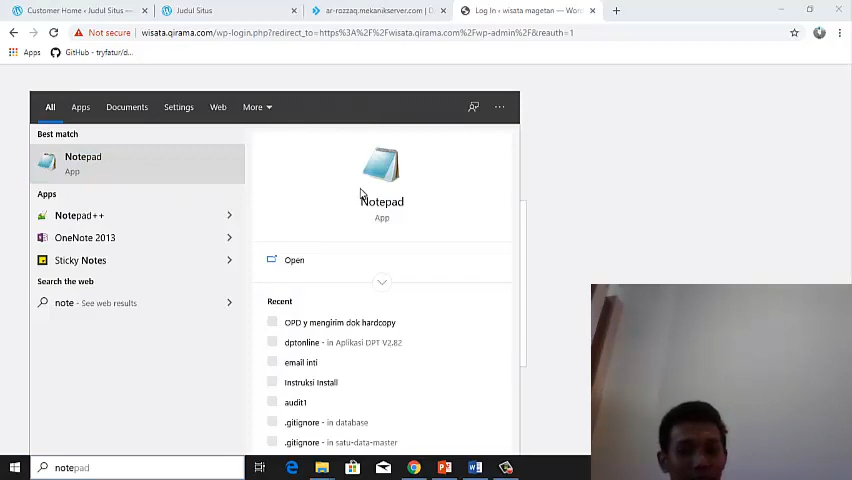 Customer Home ‹ Judul Situs —
Judul Situs
ar-rozzaq.mekanikserver.com | D
Log In ‹ wisata magetan — Word
Not secure
wisata.qirama.com/wp-login.php?redirect_to=https%3A%2F%2Fwisata.qirama.com%2Fwp-admin%2F&reauth=1
Apps
Judul Situs
GitHub - tryfatur/d...
All
Apps
Documents
Settings
Web
More
Best match
Notepad
App
Apps
Notepad++
OneNote 2013
Sticky Notes
Search the web
note - See web results
Notepad
App
Open
Recent
OPD y mengirim dok hardcopy
dptonline - in Aplikasi DPT V2.82
email inti
Instruksi Install
audit1
.gitignore - in database
.gitignore - in satu-data-master
notepad